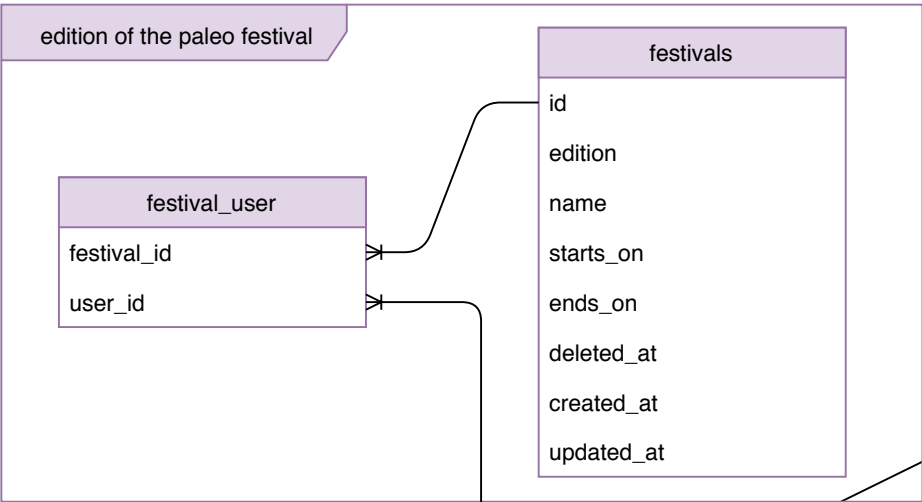 edition of the paleo festival
festivals
id
edition
name
starts_on
ends_on
deleted_at
created_at
updated_at
festival_user
festival_id
user_id